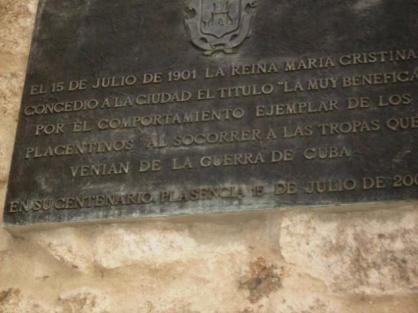 EL 15 DE JULIO DE 1901 LA REINA MARIA CRISTINA
CONCEDIO A LA CIUDAD EL TITULO "LA MUY BENEFICA
POR EL COMPORTAMIENTO EJEMPLAR DE LOS
PLACENTINOS AL SOCORRER A LAS TROPAS QUE
VENIAN DE LA GUERRA DE CUBA
EN SU CENTENARIO. PLASENCIA 15 DE JULIO DE